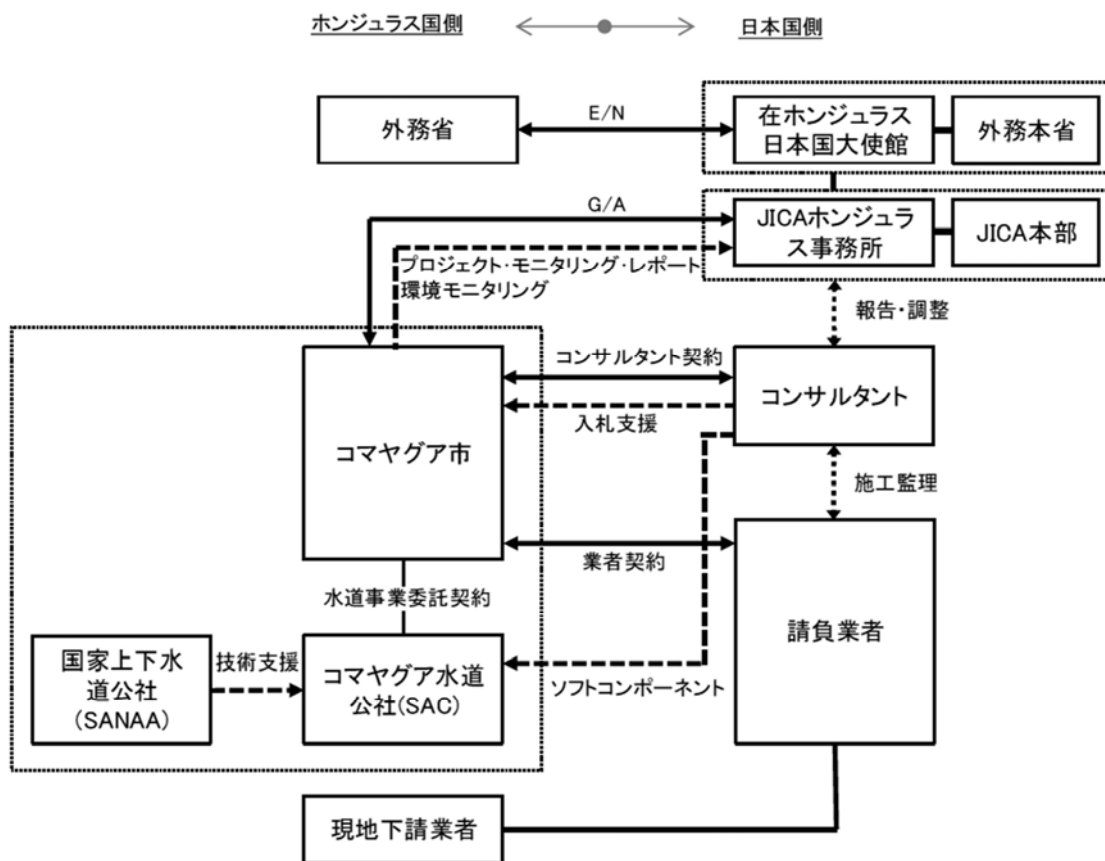 ホンジュラス国側
日本国側
外務省
E/N
在ホンジュラス
日本国大使館
外務本省
G/A
JICAホンジュラ
ス事務所
JICA本部
プロジェクト・モニタリング・レポート
環境モニタリング
報告・調整
コマヤグア市
コンサルタント契約
コンサルタント
入札支援
施工監理
業者契約
水道事業委託契約
請負業者
国家上下水
道公社
(SANAA)
技術支援
コマヤグア水道
公社(SAC)
ソフトコンポーネント
現地下請業者